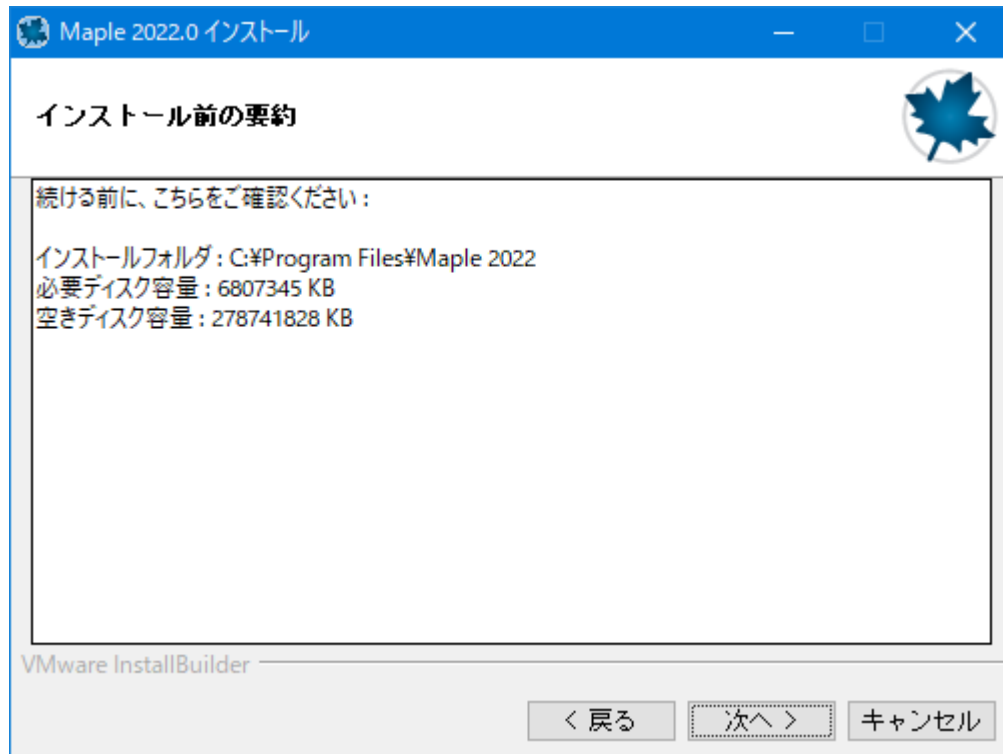 Maple 2022.0 インストール
インストール前の要約
続ける前に、こちらをご確認ください :
インストールフォルダ : C:¥Program Files¥Maple 2022
必要ディスク容量 : 6807345 KB
空きディスク容量 : 278741828 KB
VMware InstallBuilder
< 戻る 次へ > キャンセル